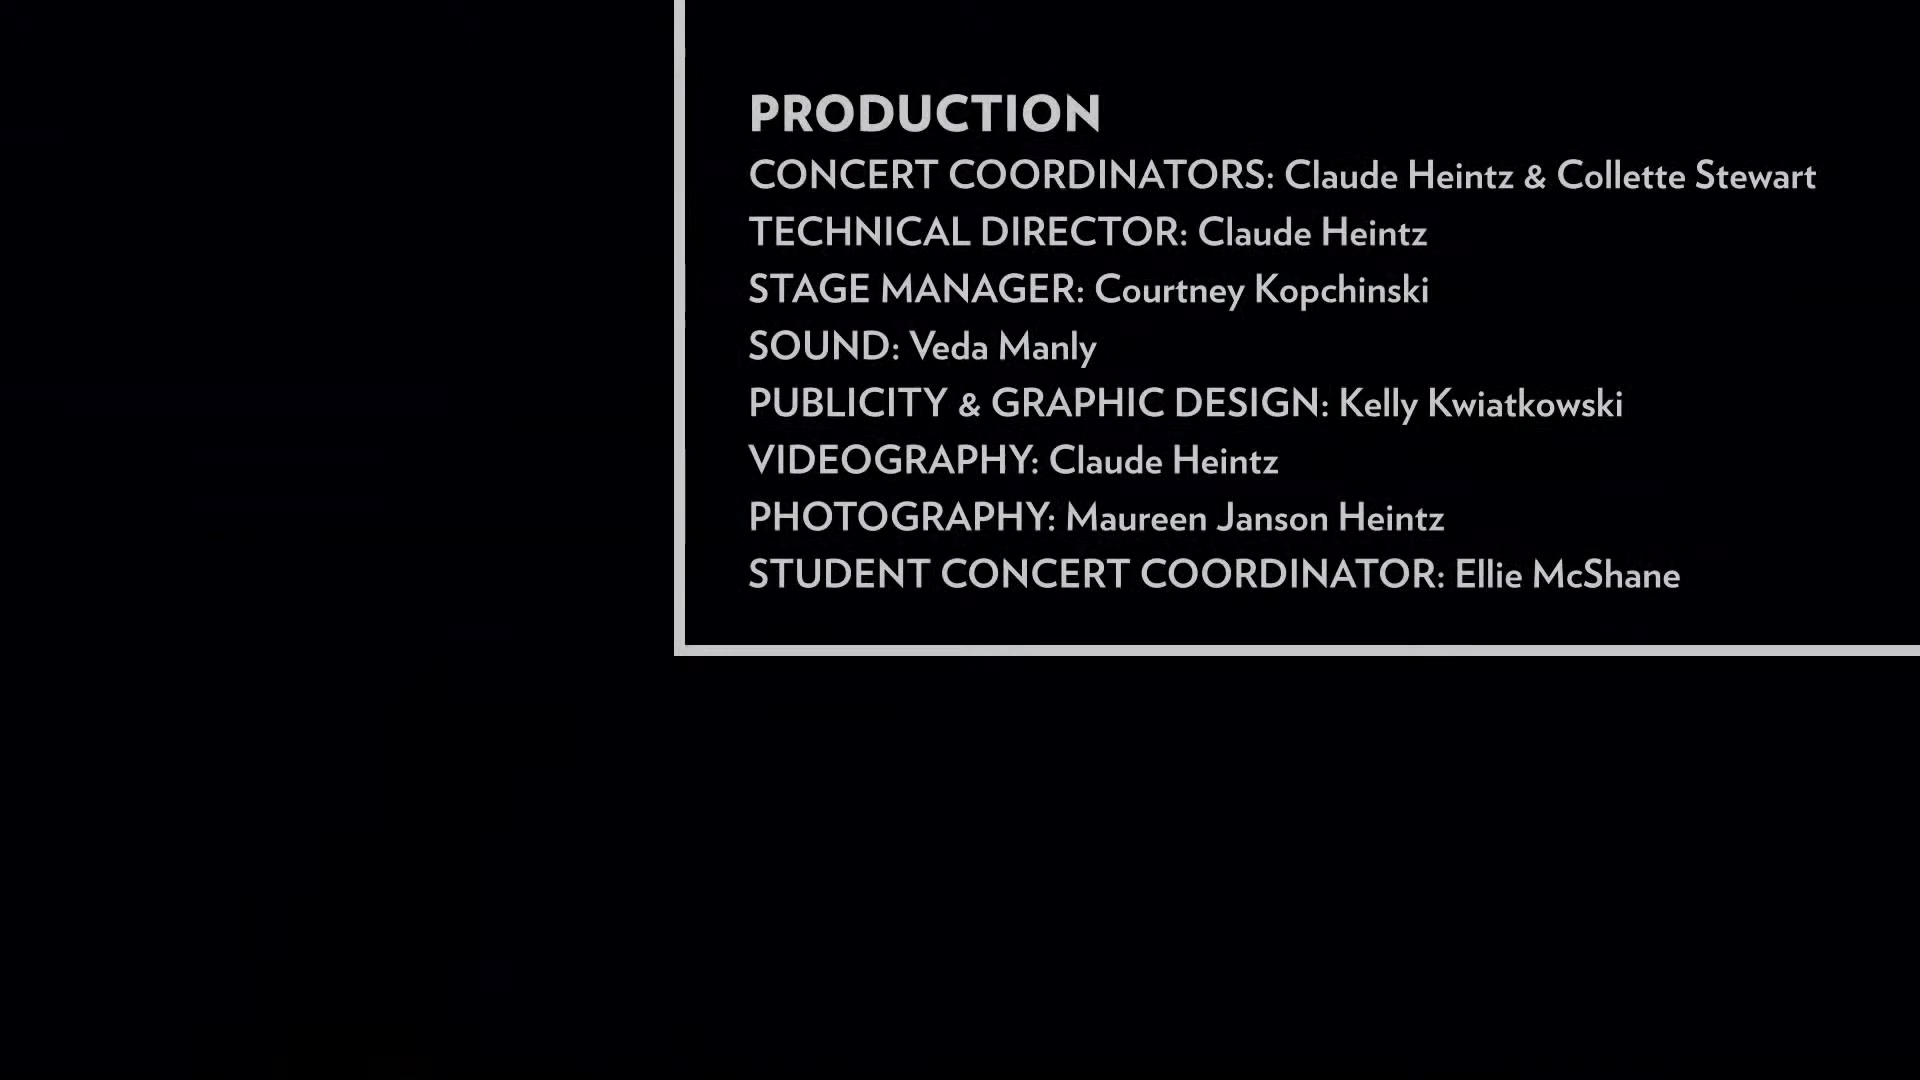 PRODUCTION
CONCERT COORDINATORS: Claude Heintz & Collette Stewart
TECHNICAL DIRECTOR: Claude Heintz
STAGE MANAGER: Courtney Kopchinski
SOUND: Veda Manly
PUBLICITY & GRAPHIC DESIGN: Kelly Kwiatkowski
VIDEOGRAPHY: Claude Heintz
PHOTOGRAPHY: Maureen Janson Heintz
STUDENT CONCERT COORDINATOR: Ellie McShane